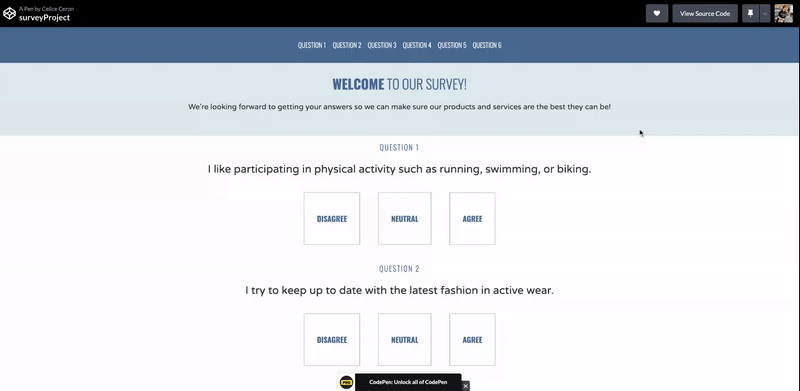 A Pen by Celice Ceron
surveyProject
View Source Code
QUESTION 1 QUESTION 2 QUESTION 3 QUESTION 4 QUESTION 5 QUESTION 6
WELCOME TO OUR SURVEY!
We're looking forward to getting your answers so we can make sure our products and services are the best they can be!
QUESTION 1
I like participating in physical activity such as running, swimming, or biking.
DISAGREE NEUTRAL AGREE
QUESTION 2
I try to keep up to date with the latest fashion in active wear.
DISAGREE NEUTRAL AGREE
PRO CodePen: Unlock all of CodePen